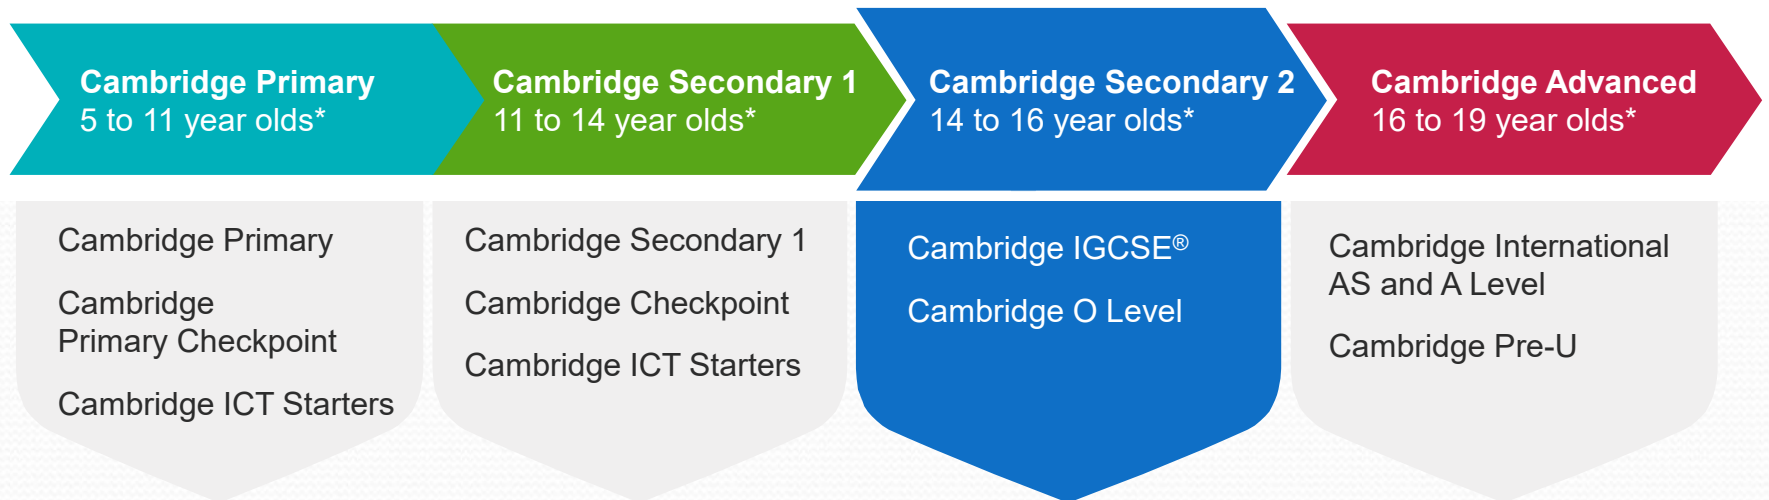 Cambridge Primary
5 to 11 year olds*
Cambridge Secondary 1
11 to 14 year olds*
Cambridge Secondary 2
14 to 16 year olds*
Cambridge Advanced
16 to 19 year olds*
Cambridge Primary
Cambridge
Primary Checkpoint
Cambridge ICT Starters
Cambridge Secondary 1
Cambridge Checkpoint
Cambridge ICT Starters
Cambridge IGCSE®
Cambridge O Level
Cambridge International
AS and A Level
Cambridge Pre-U